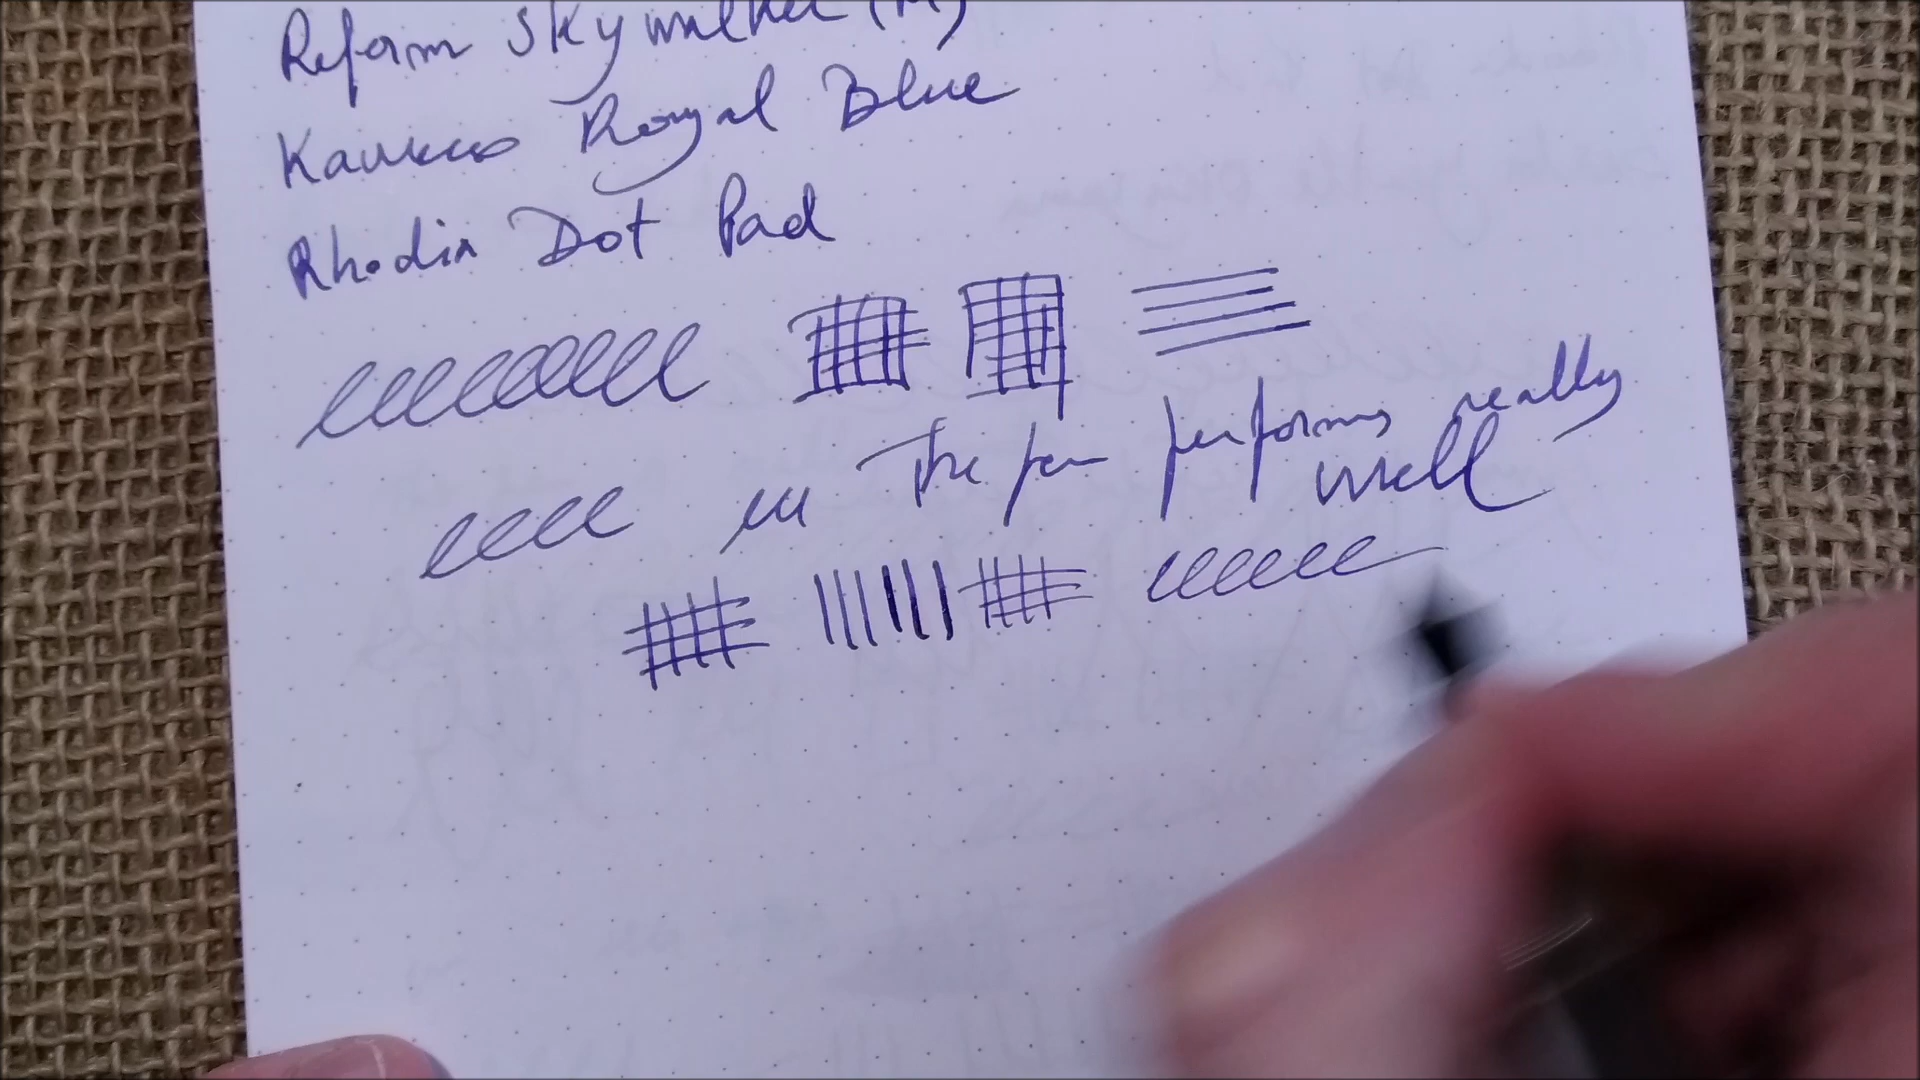 Reform Skywalker (M)
Kaweco Royal Blue
Rhodia Dot Pad
The pen performs really
well